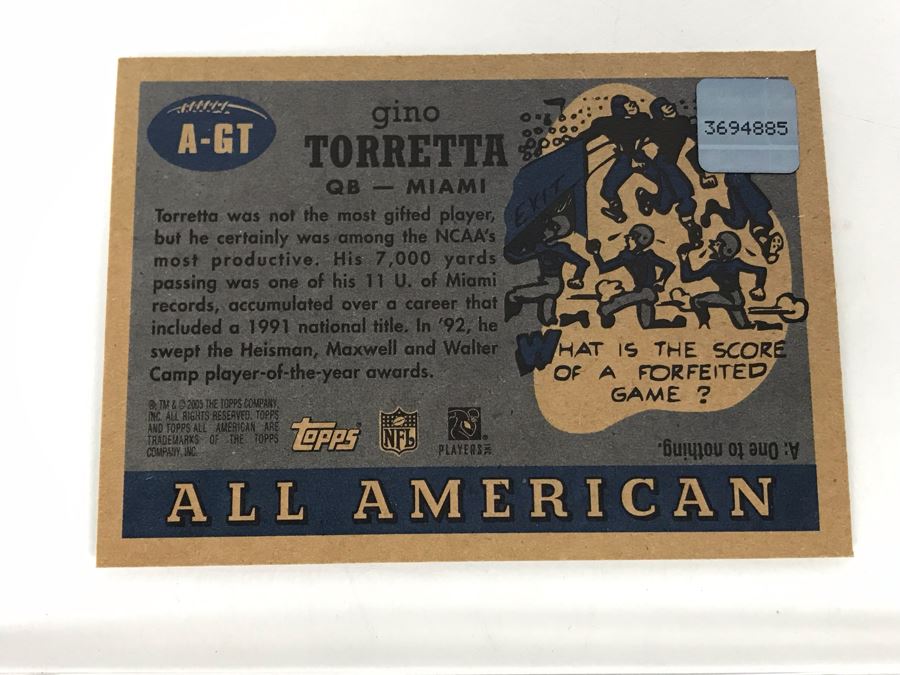 A-GT
gino
TORRETTA
QB — MIAMI
Torretta was not the most gifted player,
but he certainly was among the NCAA's
most productive. His 7,000 yards
passing was one of his 11 U. of Miami
records, accumulated over a career that
included a 1991 national title. In '92, he
swept the Heisman, Maxwell and Walter
Camp player-of-the-year awards.
3694885
EXIT
WHAT IS THE SCORE
OF A FORFEITED
GAME ?
A: One to nothing.
®, TM & © 2005 THE TOPPS COMPANY,
INC. ALL RIGHTS RESERVED. TOPPS
AND TOPPS ALL AMERICAN ARE
TRADEMARKS OF THE TOPPS
COMPANY, INC.
topps
NFL
PLAYERS INC
ALL AMERICAN